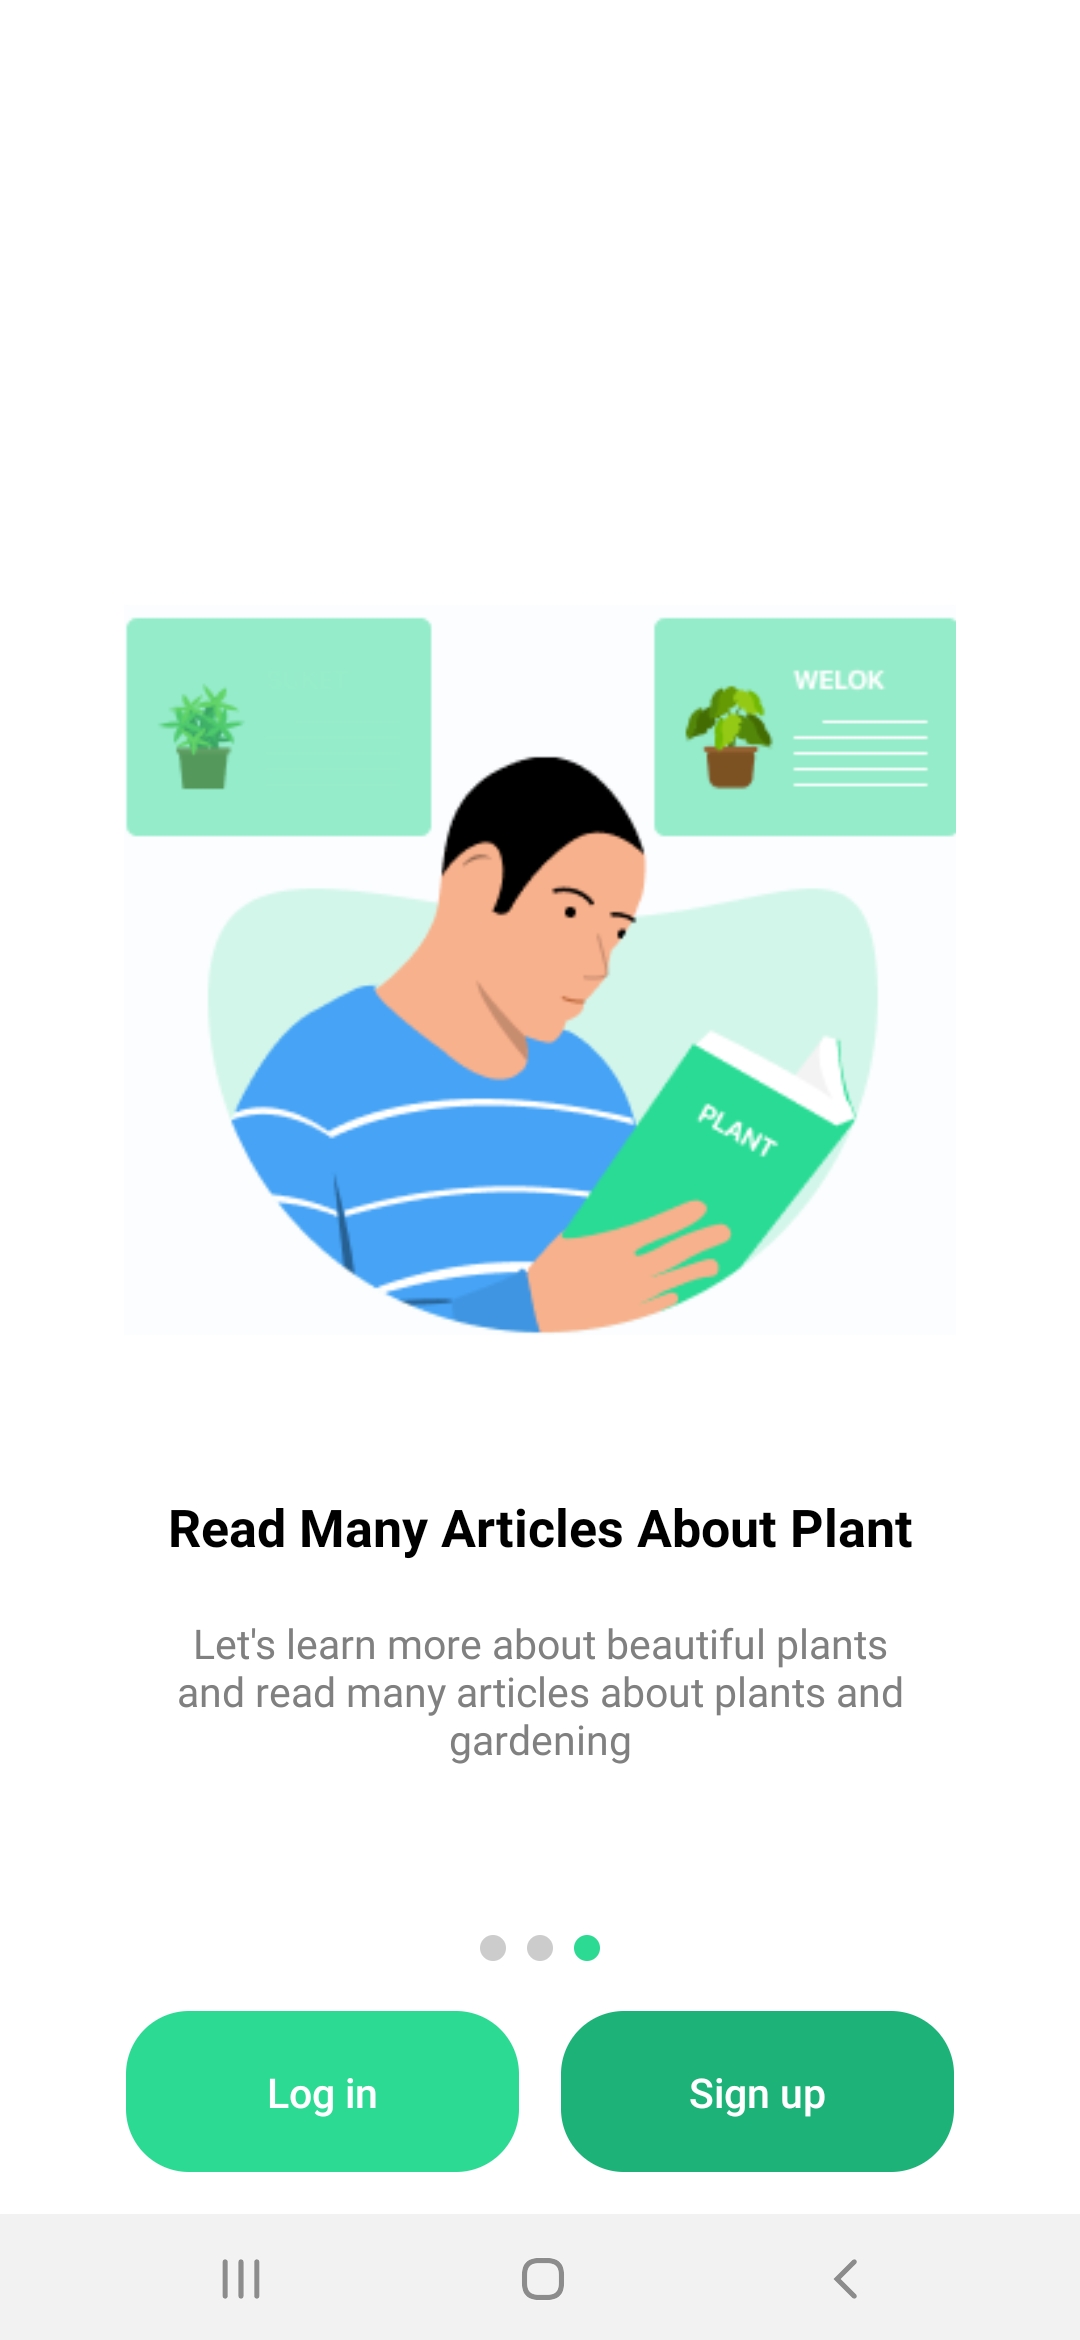 WELOK
PLANT
Read Many Articles About Plant
Let's learn more about beautiful plants
and read many articles about plants and
gardening
Log in
Sign up